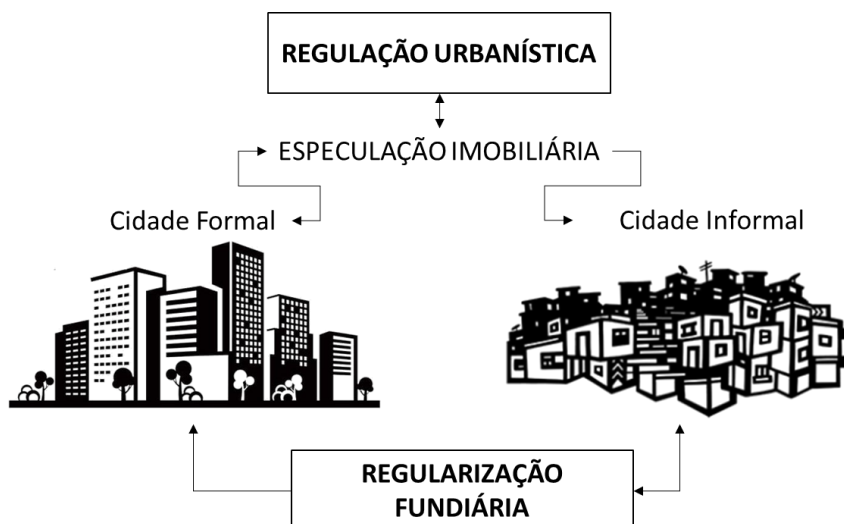 REGULAÇÃO URBANÍSTICA
ESPECULAÇÃO IMOBILIÁRIA
Cidade Formal
Cidade Informal
REGULARIZAÇÃO
FUNDIÁRIA